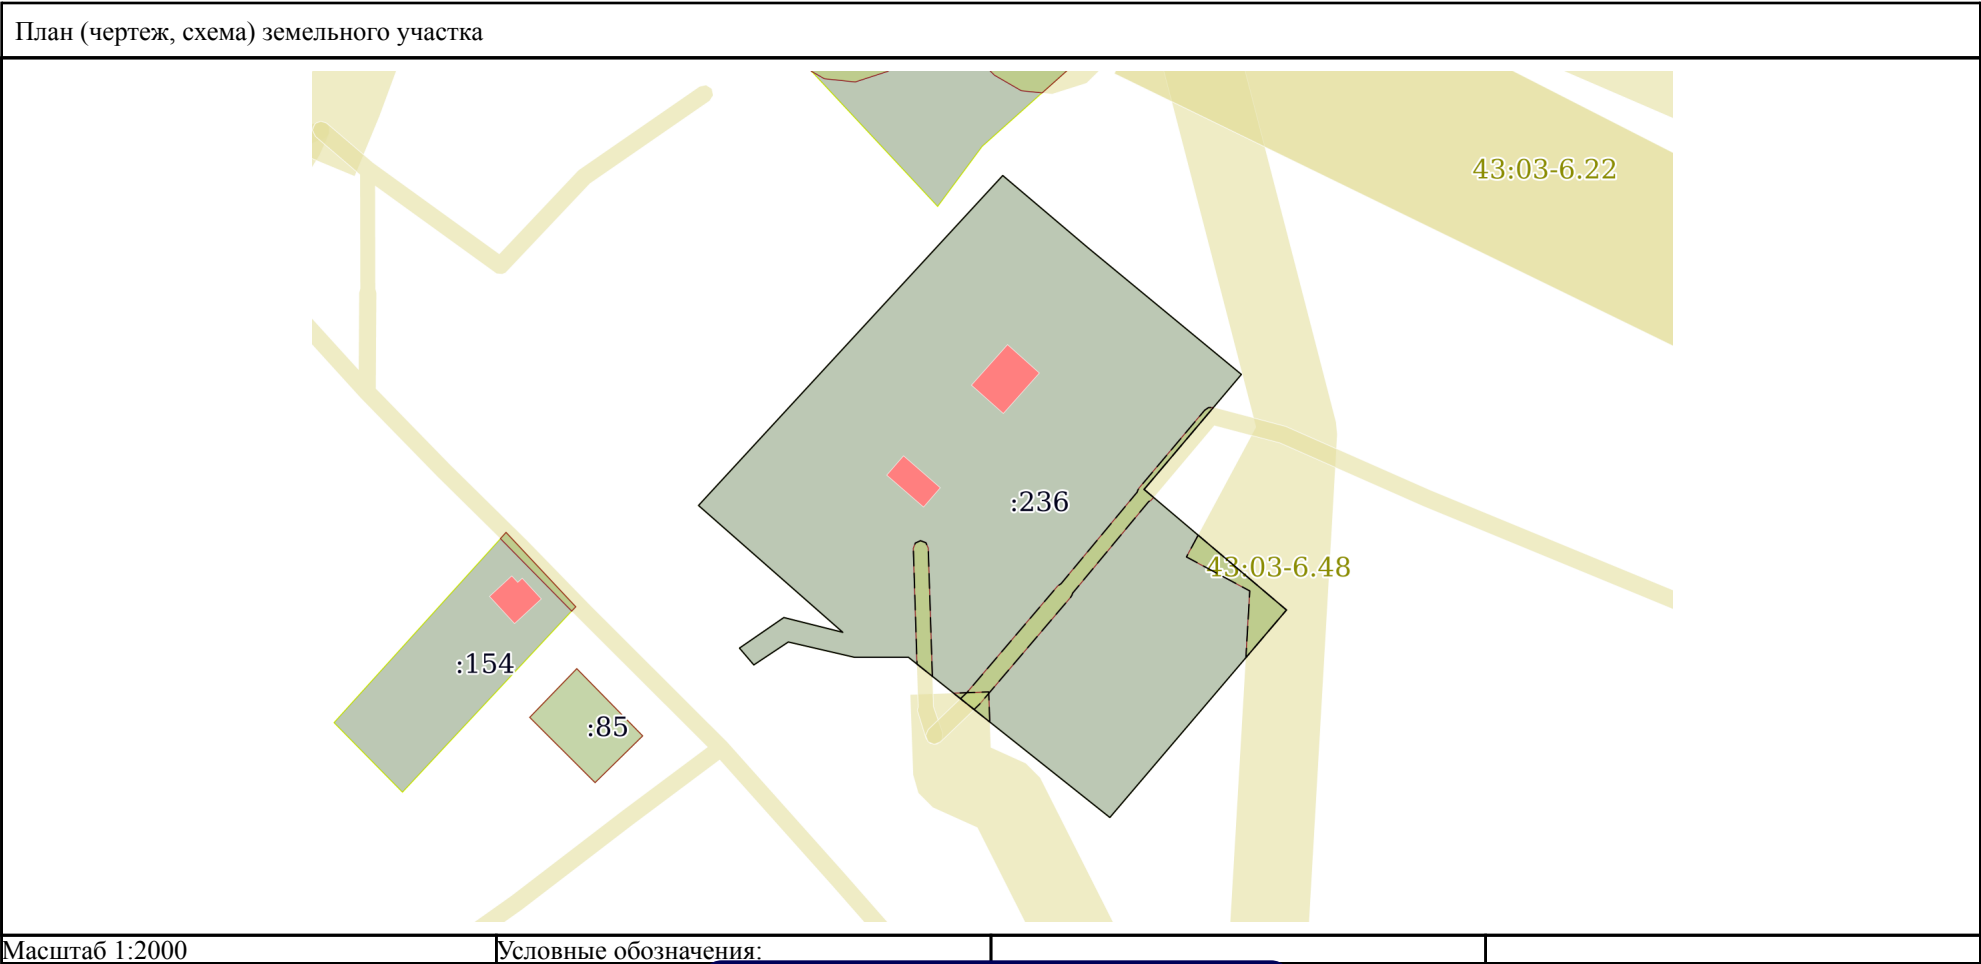 План (чертеж, схема) земельного участка
43:03-6.22
:236
43:03-6.48
:154
:85
Масштаб 1:2000
Условные обозначения: